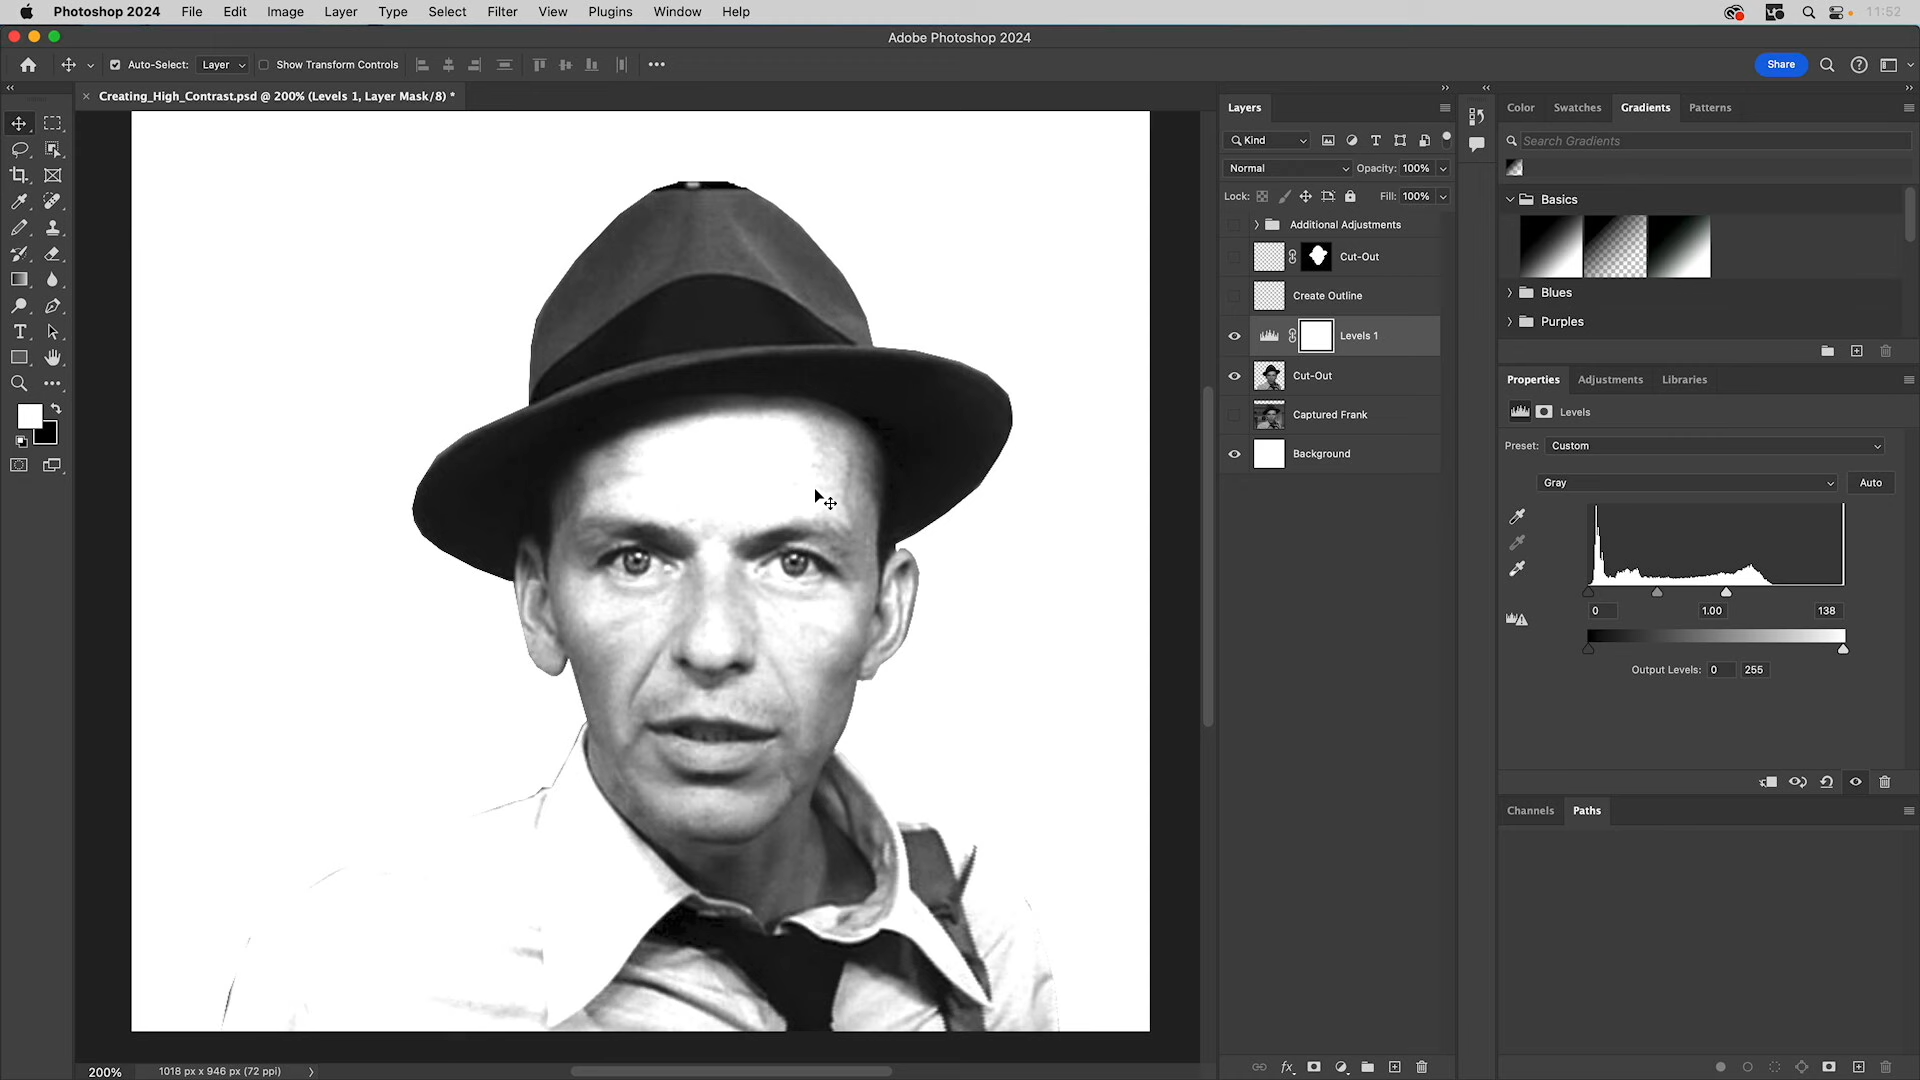 Photoshop 2024 File Edit Image Layer Type Select Filter View Plugins Window Help 11:52
Adobe Photoshop 2024
Auto-Select: Layer Show Transform Controls Share
Creating_High_Contrast.psd @ 200% (Levels 1, Layer Mask/8) *
Layers
Kind
Normal Opacity: 100%
Lock: Fill: 100%
Additional Adjustments
Cut-Out
Create Outline
Levels 1
Cut-Out
Captured Frank
Background
Color Swatches Gradients Patterns
Search Gradients
Basics
Blues
Purples
Properties Adjustments Libraries
Levels
Preset: Custom
Gray Auto
0 1.00 138
Output Levels: 0 255
Channels Paths
200% 1018 px x 946 px (72 ppi)
fx